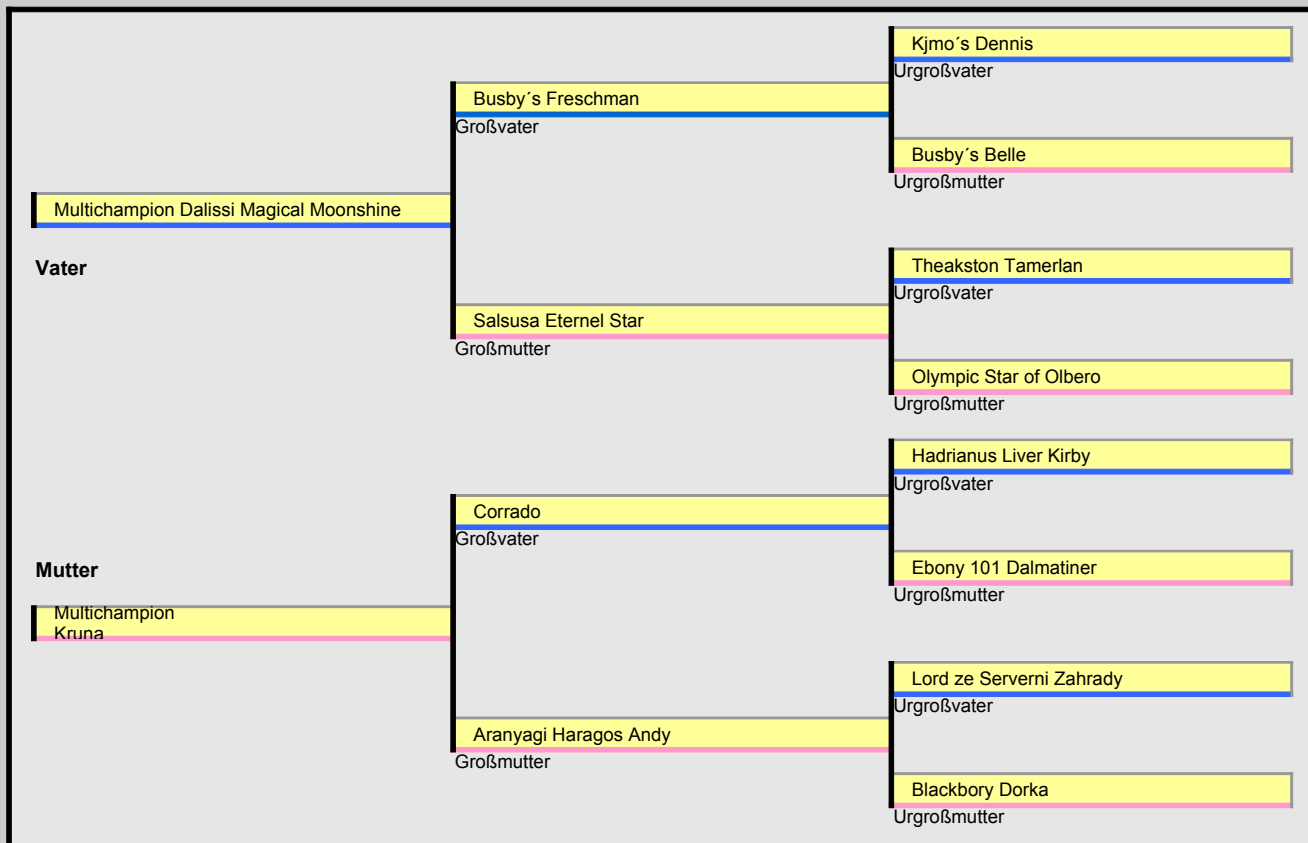 Kjmo´s Dennis
Urgroßvater
Busby´s Freschman
Großvater
Busby´s Belle
Urgroßmutter
Multichampion Dalissi Magical Moonshine
Vater
Theakston Tamerlan
Urgroßvater
Salsusa Eternel Star
Großmutter
Olympic Star of Olbero
Urgroßmutter
Hadrianus Liver Kirby
Urgroßvater
Corrado
Großvater
Mutter
Ebony 101 Dalmatiner
Urgroßmutter
Multichampion
Kruna
Lord ze Serverni Zahrady
Urgroßvater
Aranyagi Haragos Andy
Großmutter
Blackbory Dorka
Urgroßmutter